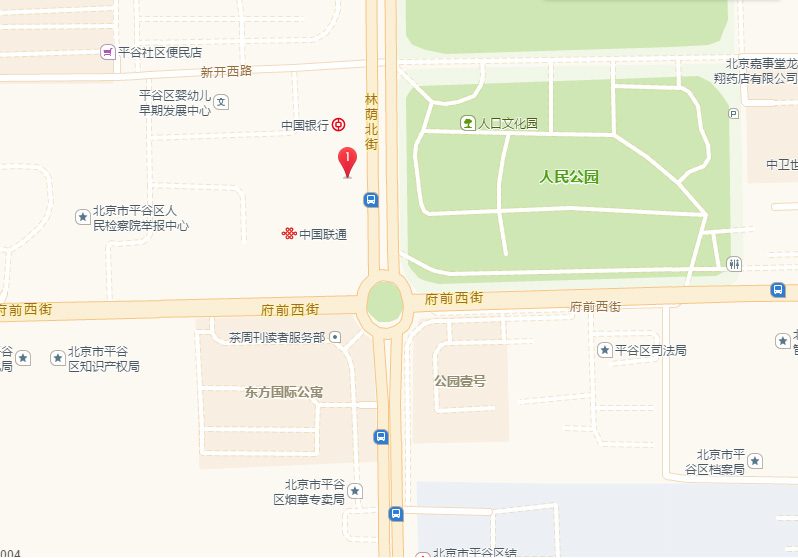 平谷社区便民店
新开西路
北京嘉事堂龙
翔药店有限公司
平谷区婴幼儿
早期发展中心
文
林荫北街
中国银行
人口文化园
P
1
人民公园
中卫世
北京市平谷区人
民检察院举报中心
中国联通
府前西街
府前西街
府前西街
府前西街
茶周刊读者服务部
平谷
局
北京市平谷
区知识产权局
平谷区司法局
北
东方国际公寓
公园壹号
北京市平
谷区档案局
北京市平谷
区烟草专卖局
北京市平谷区结
004